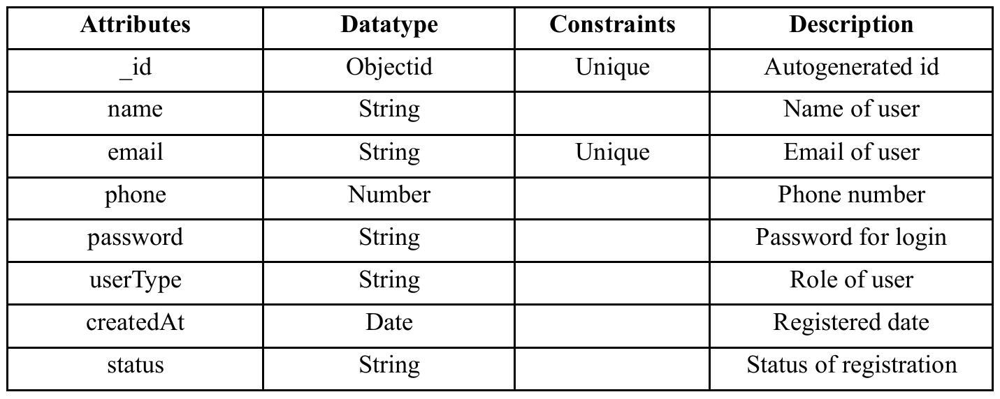 Attributes Datatype Constraints Description
_id Objectid Unique Autogenerated id
name String Name of user
email String Unique Email of user
phone Number Phone number
password String Password for login
userType String Role of user
createdAt Date Registered date
status String Status of registration